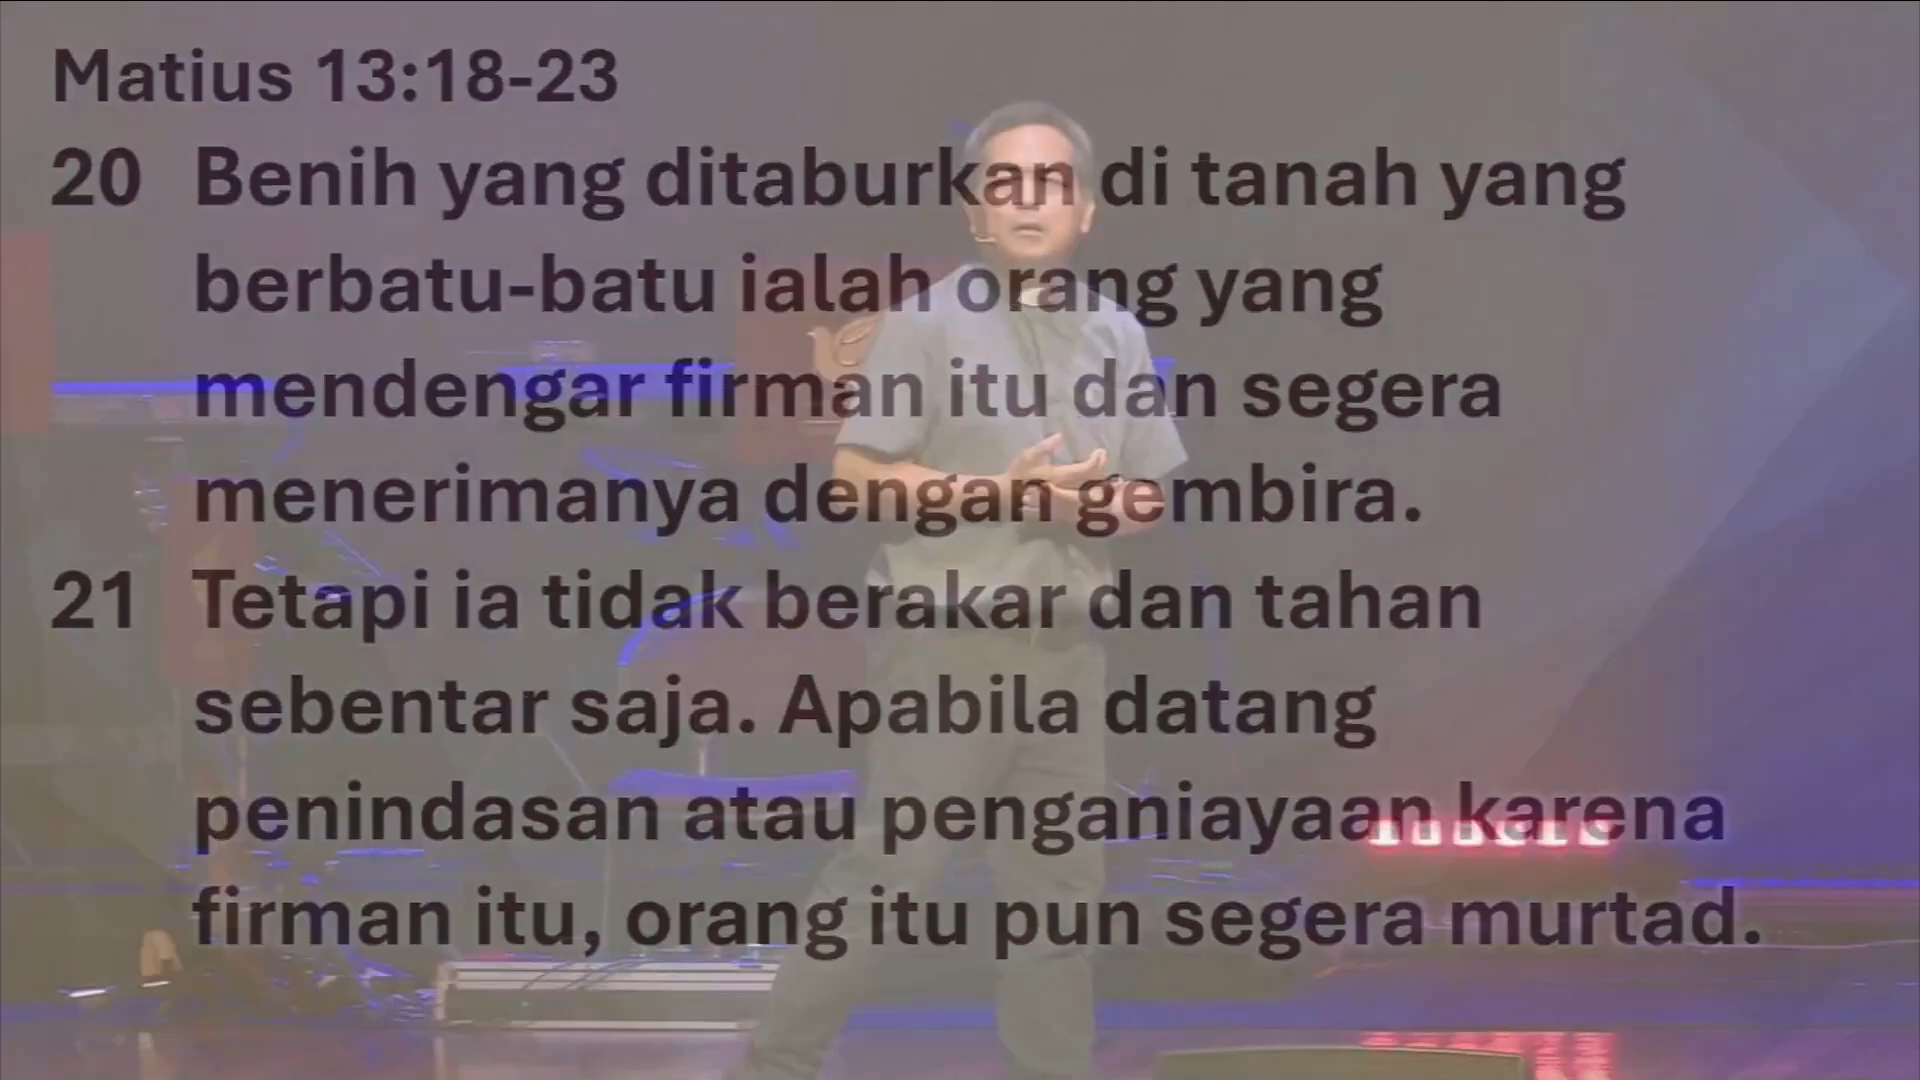 Matius 13:18-23
20 Benih yang ditaburkan di tanah yang
berbatu-batu ialah orang yang
mendengar firman itu dan segera
menerimanya dengan gembira.
21 Tetapi ia tidak berakar dan tahan
sebentar saja. Apabila datang
penindasan atau penganiayaan karena
firman itu, orang itu pun segera murtad.